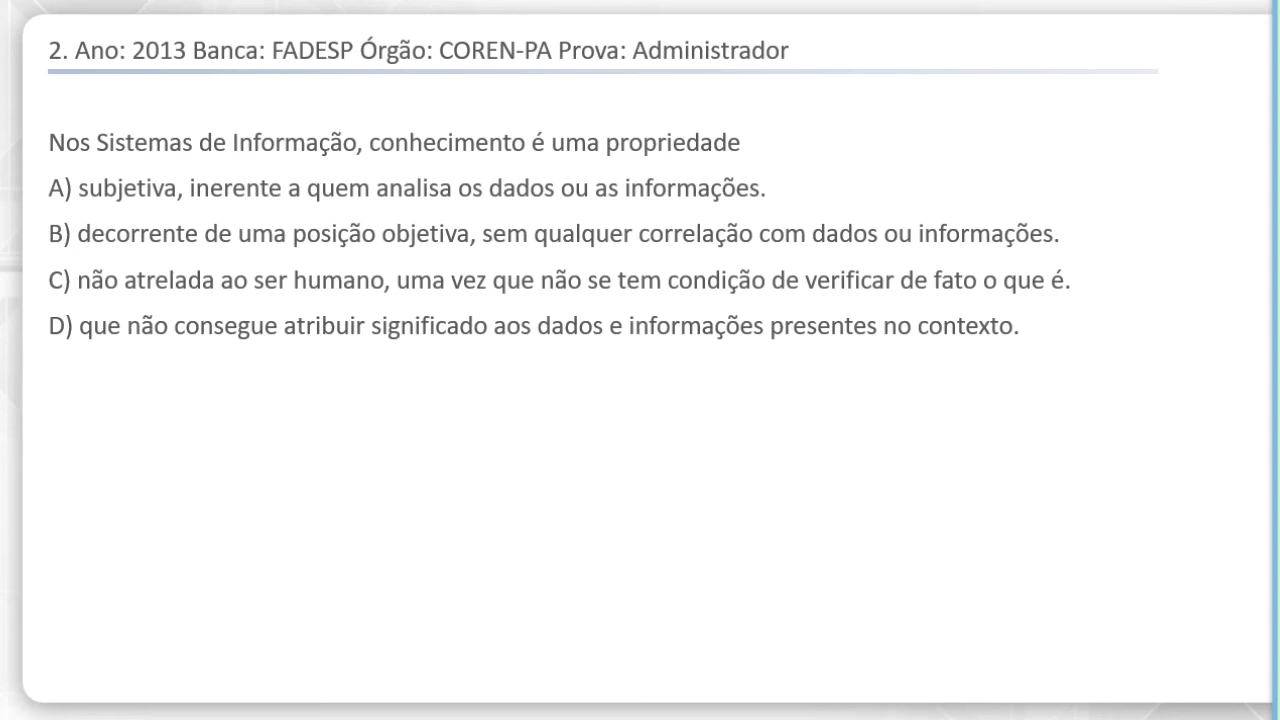 2. Ano: 2013 Banca: FADESP Órgão: COREN-PA Prova: Administrador
Nos Sistemas de Informação, conhecimento é uma propriedade
A) subjetiva, inerente a quem analisa os dados ou as informações.
B) decorrente de uma posição objetiva, sem qualquer correlação com dados ou informações.
C) não atrelada ao ser humano, uma vez que não se tem condição de verificar de fato o que é.
D) que não consegue atribuir significado aos dados e informações presentes no contexto.